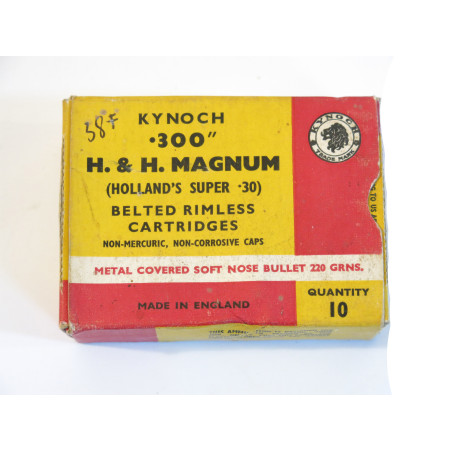 38 F
KYNOCH
·300"
H. & H. MAGNUM
(HOLLAND'S SUPER ·30)
BELTED RIMLESS
CARTRIDGES
NON-MERCURIC, NON-CORROSIVE CAPS
METAL COVERED SOFT NOSE BULLET 220 GRNS.
MADE IN ENGLAND
QUANTITY
10
KYNOCH
TRADE MARK